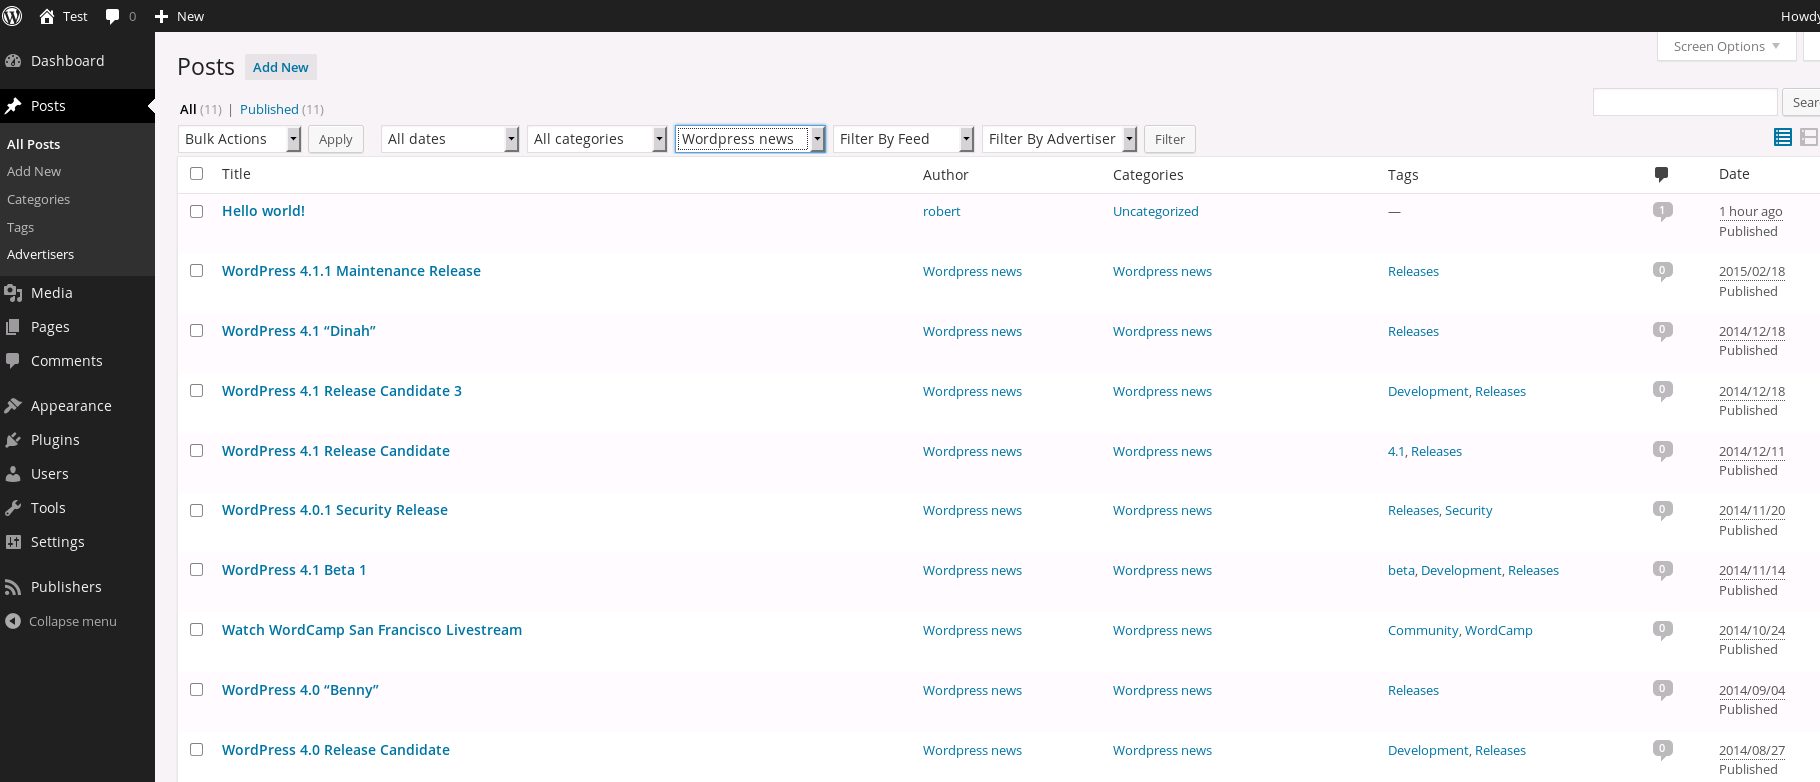 Test 0 New Howdy
Dashboard
Posts
All Posts
Add New
Categories
Tags
Advertisers
Media
Pages
Comments
Appearance
Plugins
Users
Tools
Settings
Publishers
Collapse menu
Screen Options
Posts Add New
All (11) | Published (11)
Sear
Bulk Actions Apply All dates All categories Wordpress news Filter By Feed Filter By Advertiser Filter
Title Author Categories Tags Date
Hello world! robert Uncategorized — 1 1 hour ago
Published
WordPress 4.1.1 Maintenance Release Wordpress news Wordpress news Releases 0 2015/02/18
Published
WordPress 4.1 “Dinah” Wordpress news Wordpress news Releases 0 2014/12/18
Published
WordPress 4.1 Release Candidate 3 Wordpress news Wordpress news Development, Releases 0 2014/12/18
Published
WordPress 4.1 Release Candidate Wordpress news Wordpress news 4.1, Releases 0 2014/12/11
Published
WordPress 4.0.1 Security Release Wordpress news Wordpress news Releases, Security 0 2014/11/20
Published
WordPress 4.1 Beta 1 Wordpress news Wordpress news beta, Development, Releases 0 2014/11/14
Published
Watch WordCamp San Francisco Livestream Wordpress news Wordpress news Community, WordCamp 0 2014/10/24
Published
WordPress 4.0 “Benny” Wordpress news Wordpress news Releases 0 2014/09/04
Published
WordPress 4.0 Release Candidate Wordpress news Wordpress news Development, Releases 0 2014/08/27
Published